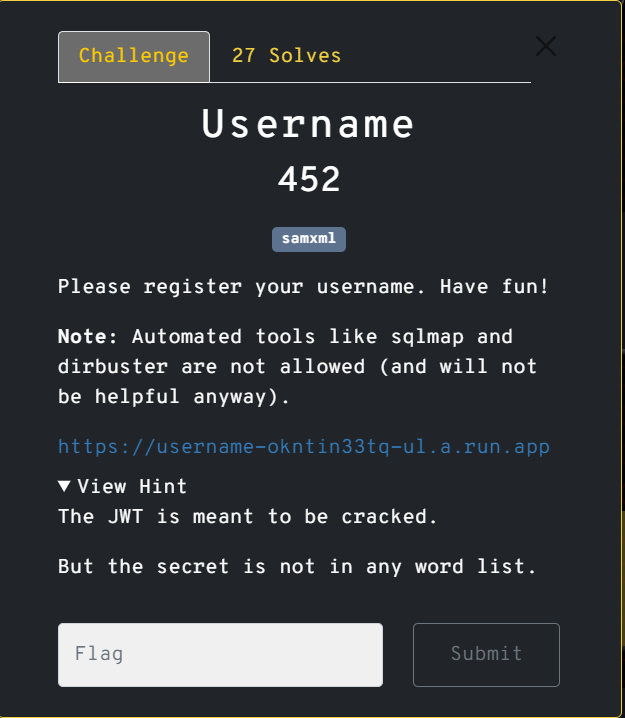 Challenge
27 Solves
Username
452
samxml
Please register your username. Have fun!
Note: Automated tools like sqlmap and
dirbuster are not allowed (and will not
be helpful anyway).
https://username-okntin33tq-ul.a.run.app
▼ View Hint
The JWT is meant to be cracked.
But the secret is not in any word list.
Flag
Submit